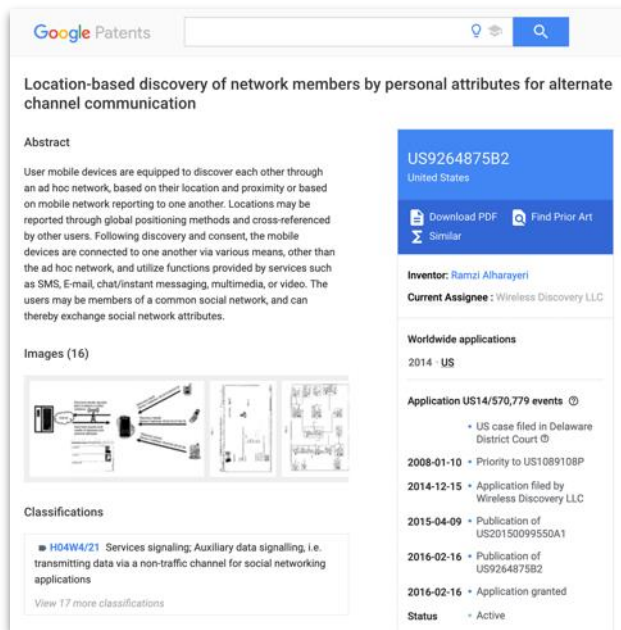 Google Patents
Location-based discovery of network members by personal attributes for alternate
channel communication
Abstract
User mobile devices are equipped to discover each other through
an ad hoc network, based on their location and proximity or based
on mobile network reporting to one another. Locations may be
reported through global positioning methods and cross-referenced
by other users. Following discovery and consent, the mobile
devices are connected to one another via various means, other than
the ad hoc network, and utilize functions provided by services such
as SMS, E-mail, chat/instant messaging, multimedia, or video. The
users may be members of a common social network, and can
thereby exchange social network attributes.
Images (16)
Classifications
H04W4/21 Services signaling; Auxiliary data signalling, i.e.
transmitting data via a non-traffic channel for social networking
applications
View 17 more classifications
US9264875B2
United States
Download PDF Find Prior Art
Similar
Inventor: Ramzi Alharayeri
Current Assignee : Wireless Discovery LLC
Worldwide applications
2014 · US
Application US14/570,779 events
• US case filed in Delaware
District Court
2008-01-10 • Priority to US1089108P
2014-12-15 • Application filed by
Wireless Discovery LLC
2015-04-09 • Publication of
US20150099550A1
2016-02-16 • Publication of
US9264875B2
2016-02-16 • Application granted
Status • Active